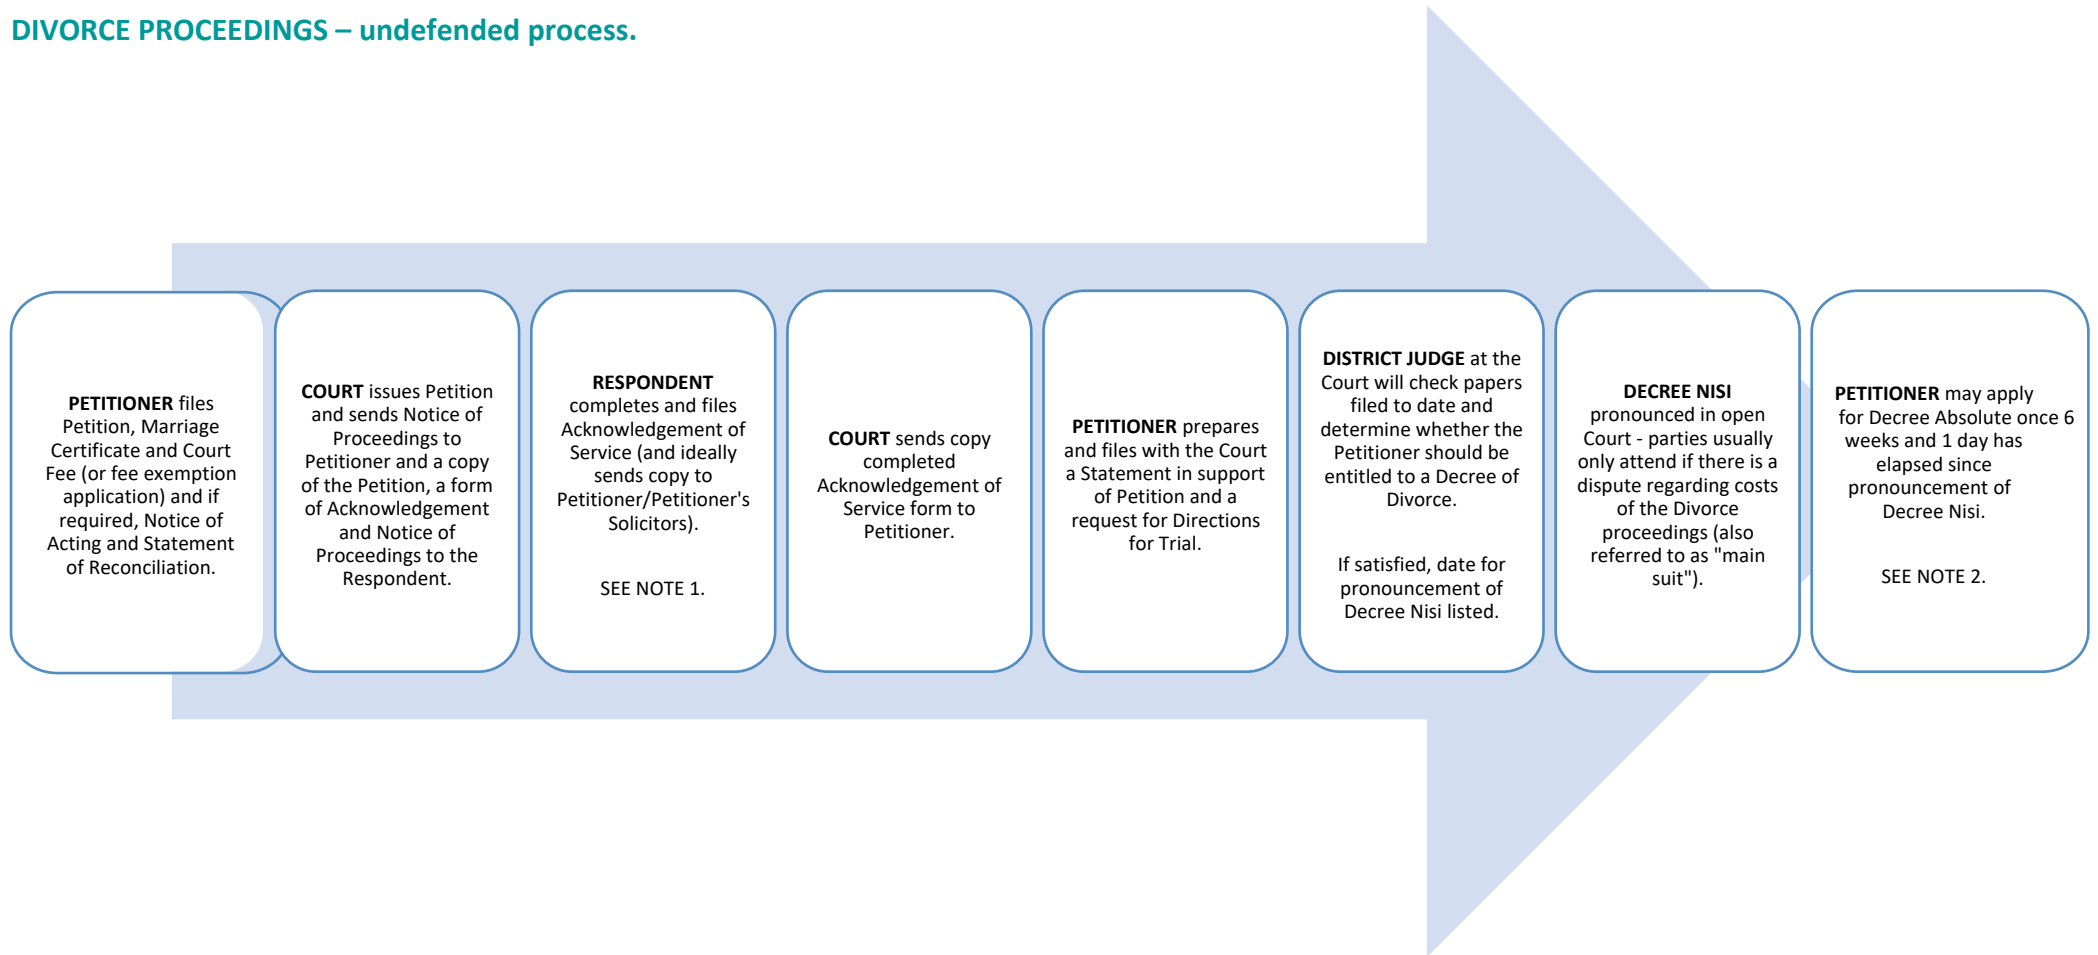 DIVORCE PROCEEDINGS – undefended process.
PETITIONER files
Petition, Marriage
Certificate and Court
Fee (or fee exemption
application) and if
required, Notice of
Acting and Statement
of Reconciliation.
COURT issues Petition
and sends Notice of
Proceedings to
Petitioner and a copy
of the Petition, a form
of Acknowledgement
and Notice of
Proceedings to the
Respondent.
RESPONDENT
completes and files
Acknowledgement of
Service (and ideally
sends copy to
Petitioner/Petitioner's
Solicitors).
SEE NOTE 1.
COURT sends copy
completed
Acknowledgement of
Service form to
Petitioner.
PETITIONER prepares
and files with the Court
a Statement in support
of Petition and a
request for Directions
for Trial.
DISTRICT JUDGE at the
Court will check papers
filed to date and
determine whether the
Petitioner should be
entitled to a Decree of
Divorce.
If satisfied, date for
pronouncement of
Decree Nisi listed.
DECREE NISI
pronounced in open
Court - parties usually
only attend if there is a
dispute regarding costs
of the Divorce
proceedings (also
referred to as "main
suit").
PETITIONER may apply
for Decree Absolute once 6
weeks and 1 day has
elapsed since
pronouncement of
Decree Nisi.
SEE NOTE 2.